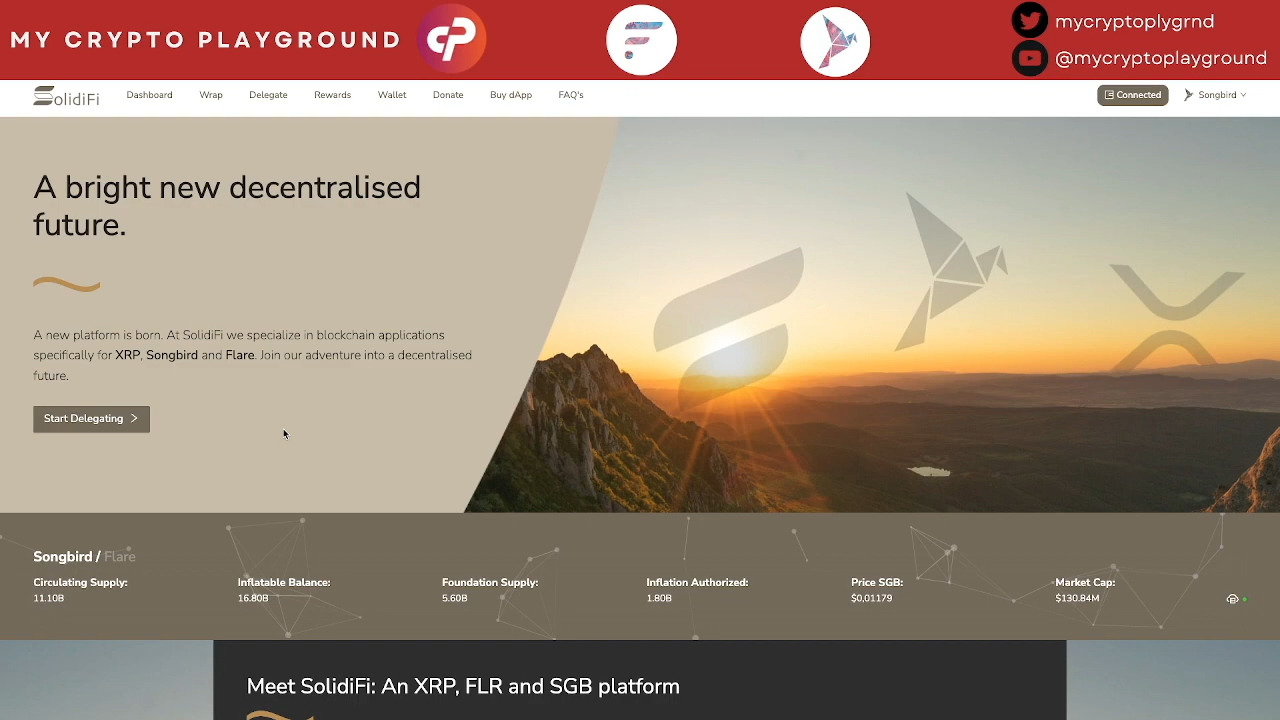 MY CRYPTO PLAYGROUND
mycryptoplygrnd
@mycryptoplayground
SolidiFi Dashboard Wrap Delegate Rewards Wallet Donate Buy dApp FAQ's Connected Songbird
A bright new decentralised
future.
A new platform is born. At SolidiFi we specialize in blockchain applications
specifically for XRP, Songbird and Flare. Join our adventure into a decentralised
future.
Start Delegating
Songbird / Flare
Circulating Supply: Inflatable Balance: Foundation Supply: Inflation Authorized: Price SGB: Market Cap:
11.10B 16.80B 5.60B 1.80B $0,01179 $130.84M
Meet SolidiFi: An XRP, FLR and SGB platform